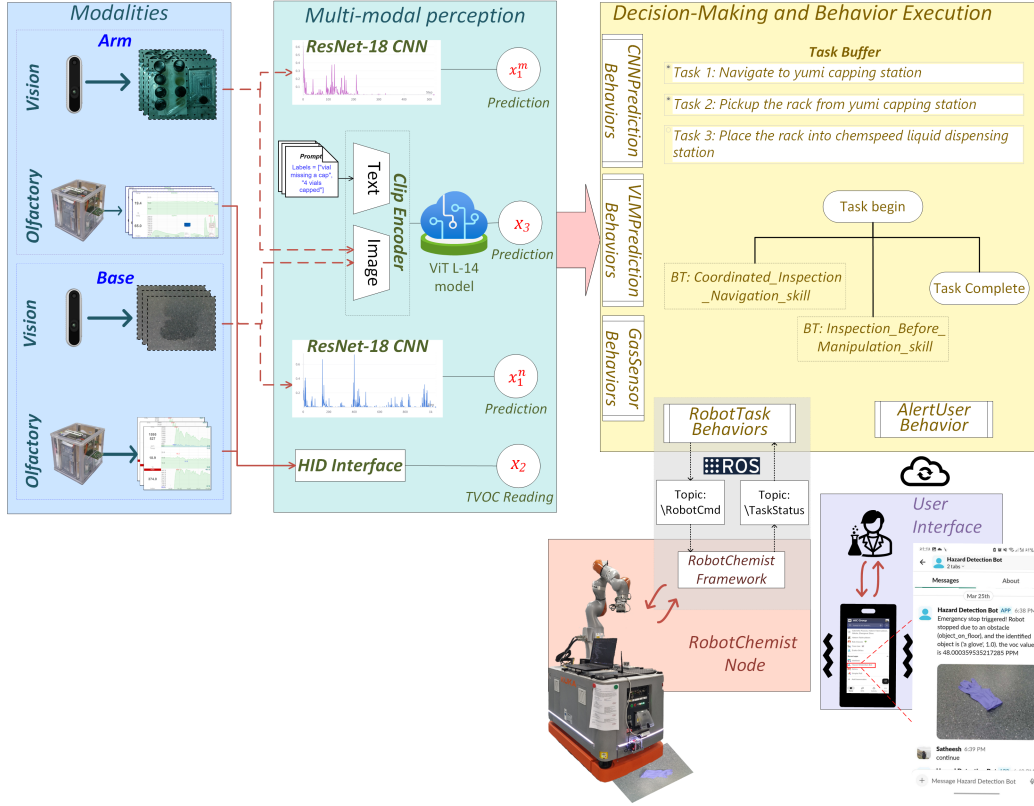 Modalities
Arm
Vision
Olfactory
Base
Vision
Olfactory
Multi-modal perception
ResNet-18 CNN
x₁ᵐ
Prediction
Prompt
Labels = ["vial
missing a cap",
"4 vials
capped"]
Text
Image
Clip Encoder
ViT L-14
model
x₃
Prediction
ResNet-18 CNN
x₁ⁿ
Prediction
HID Interface
x₂
TVOC Reading
Decision-Making and Behavior Execution
CNNPrediction
Behaviors
VLMPrediction
Behaviors
GasSensor
Behaviors
Task Buffer
* Task 1: Navigate to yumi capping station
* Task 2: Pickup the rack from yumi capping station
Task 3: Place the rack into chemspeed liquid dispensing
station
Task begin
BT: Coordinated_Inspection
_Navigation_skill
Task Complete
BT: Inspection_Before_
Manipulation_skill
RobotTask
Behaviors
AlertUser
Behavior
ROS
Topic:
\RobotCmd
Topic:
\TaskStatus
RobotChemist
Framework
RobotChemist
Node
User
Interface
Hazard Detection Bot
2 tabs
Messages
About
Mar 25th
Hazard Detection Bot APP 6:38 PM
Emergency stop triggered! Robot
stopped due to an obstacle
(object_on_floor), and the identified
object is ('a glove', 1.0). the voc value
is 48.000359535217285 PPM
Satheesh 6:39 PM
continue
Message Hazard Detection Bot